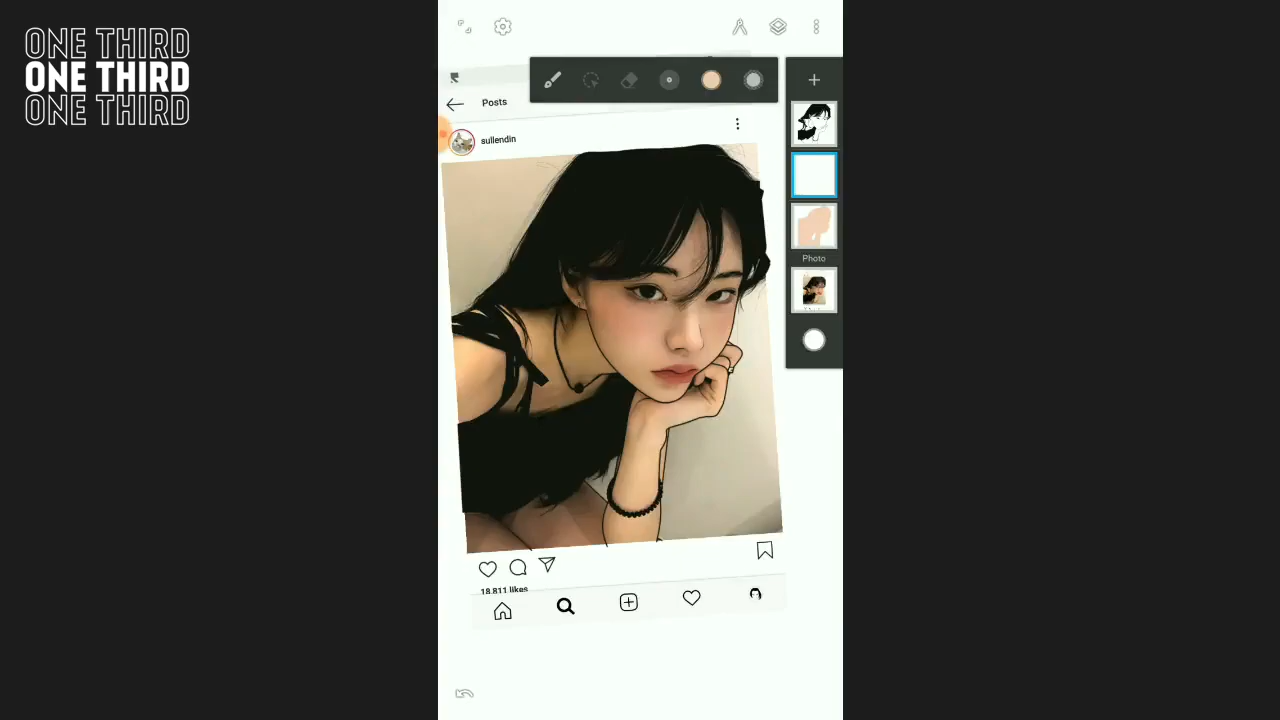 ONE THIRD
ONE THIRD
ONE THIRD
Posts
sullendin
Photo
18,811 likes